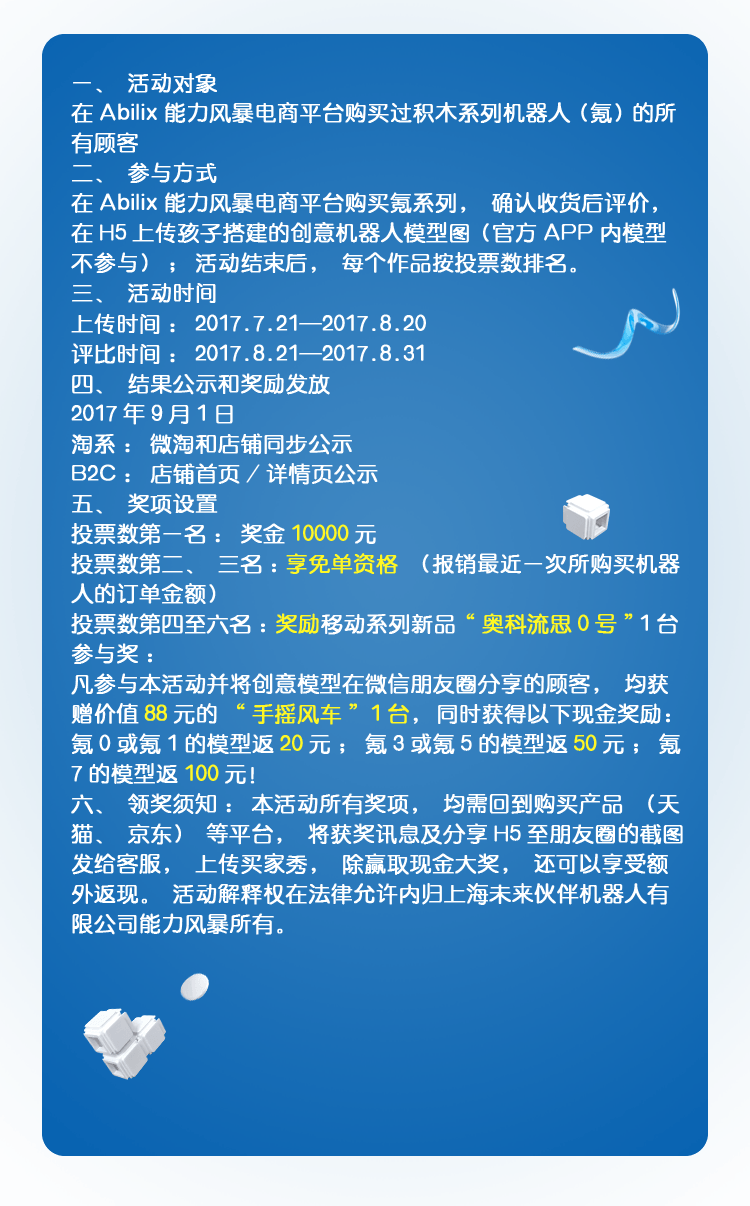 一、 活动对象
在 Abilix 能力风暴电商平台购买过积木系列机器人（氪）的所
有顾客
二、 参与方式
在 Abilix 能力风暴电商平台购买氪系列， 确认收货后评价，
在 H5 上传孩子搭建的创意机器人模型图（官方 APP 内模型
不参与）； 活动结束后， 每个作品按投票数排名。
三、 活动时间
上传时间 ： 2017.7.21—2017.8.20
评比时间 ： 2017.8.21—2017.8.31
四、 结果公示和奖励发放
2017 年 9 月 1 日
淘系 ： 微淘和店铺同步公示
B2C ： 店铺首页 / 详情页公示
五、 奖项设置
投票数第一名 ： 奖金 10000 元
投票数第二、 三名 ：享免单资格 （报销最近一次所购买机器
人的订单金额）
投票数第四至六名 ：奖励移动系列新品 “ 奥科流思 0 号 ” 1 台
参与奖 ：
凡参与本活动并将创意模型在微信朋友圈分享的顾客， 均获
赠价值 88 元的 “ 手摇风车 ” 1 台，同时获得以下现金奖励：
氪 0 或氪 1 的模型返 20 元 ； 氪 3 或氪 5 的模型返 50 元 ； 氪
7 的模型返 100 元！
六、 领奖须知 ： 本活动所有奖项， 均需回到购买产品 （天
猫、 京东） 等平台， 将获奖讯息及分享 H5 至朋友圈的截图
发给客服， 上传买家秀， 除赢取现金大奖， 还可以享受额
外返现。 活动解释权在法律允许内归上海未来伙伴机器人有
限公司能力风暴所有。